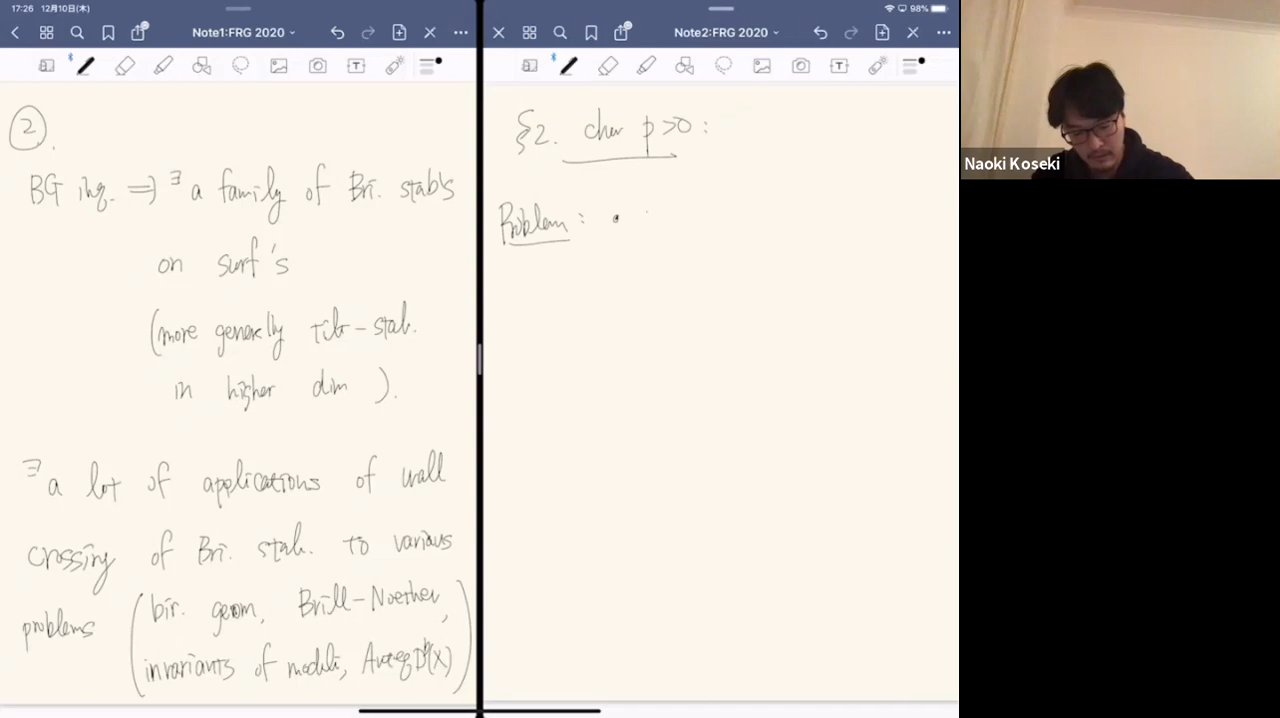 17:26 12月10日(木)
98%
Note1:FRG 2020
Note2:FRG 2020
②.
BG inq. ⇒ ∃ a family of Bri. stab's
on surf's
(more generally tilt-stab.
in higher dim ).
∃ a lot of applications of wall
crossing of Bri. stab. to various
problems ( bir. geom, Brill-Noether,
invariants of moduli, Auteq D^b(X) )
§2. char p>0 :
Problem : •
Naoki Koseki